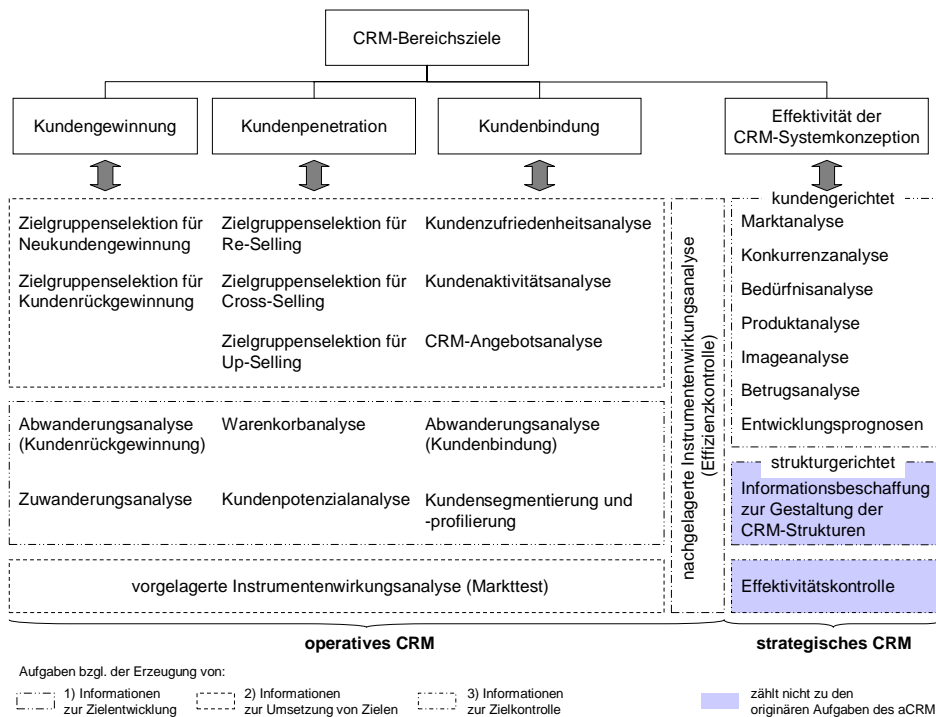 CRM-Bereichsziele
Kundengewinnung
Kundenpenetration
Kundenbindung
Effektivität der
CRM-Systemkonzeption
Zielgruppenselektion für
Neukundengewinnung
Zielgruppenselektion für
Kundenrückgewinnung
Zielgruppenselektion für
Re-Selling
Zielgruppenselektion für
Cross-Selling
Zielgruppenselektion für
Up-Selling
Kundenzufriedenheitsanalyse
Kundenaktivitätsanalyse
CRM-Angebotsanalyse
Abwanderungsanalyse
(Kundenrückgewinnung)
Zuwanderungsanalyse
Warenkorbanalyse
Kundenpotenzialanalyse
Abwanderungsanalyse
(Kundenbindung)
Kundensegmentierung und
-profilierung
vorgelagerte Instrumentenwirkungsanalyse (Markttest)
nachgelagerte Instrumentenwirkungsanalyse
(Effizienzkontrolle)
kundengerichtet
Marktanalyse
Konkurrenzanalyse
Bedürfnisanalyse
Produktanalyse
Imageanalyse
Betrugsanalyse
Entwicklungsprognosen
strukturgerichtet
Informationsbeschaffung
zur Gestaltung der
CRM-Strukturen
Effektivitätskontrolle
operatives CRM
strategisches CRM
Aufgaben bzgl. der Erzeugung von:
1) Informationen
zur Zielentwicklung
2) Informationen
zur Umsetzung von Zielen
3) Informationen
zur Zielkontrolle
zählt nicht zu den
originären Aufgaben des aCRM